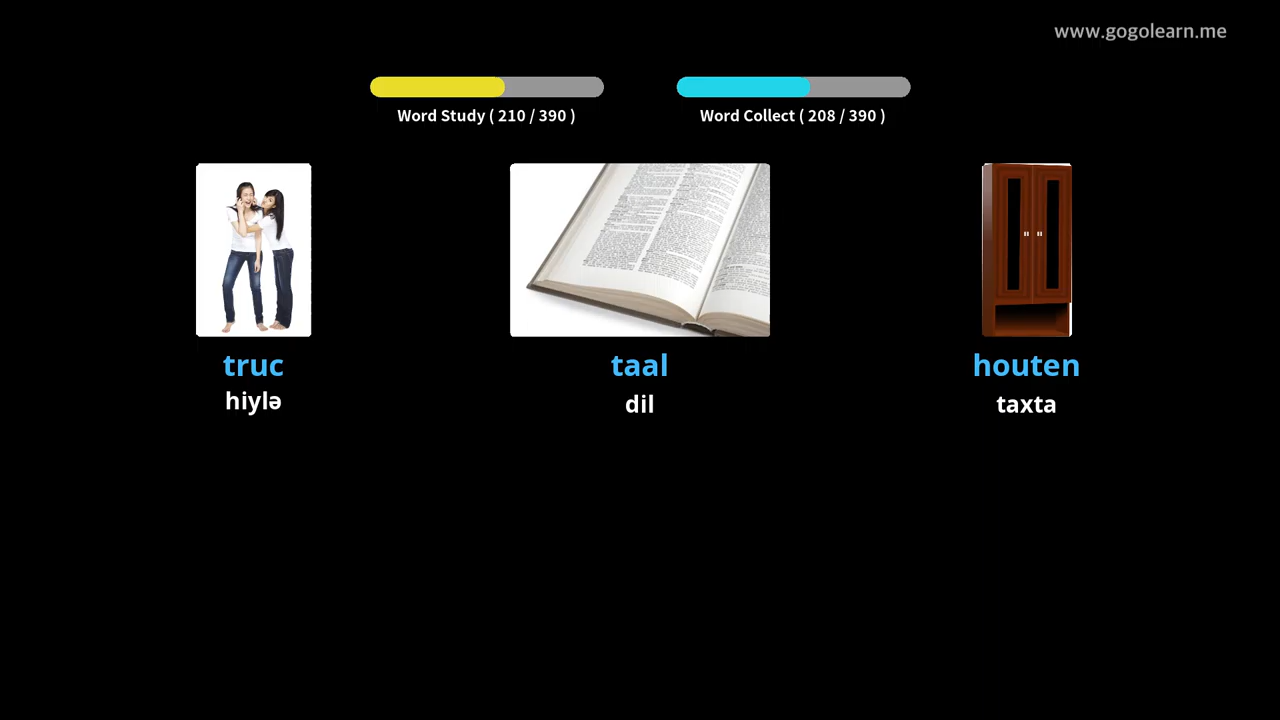 www.gogolearn.me
Word Study ( 210 / 390 )
Word Collect ( 208 / 390 )
truc
taal
houten
hiylə
dil
taxta